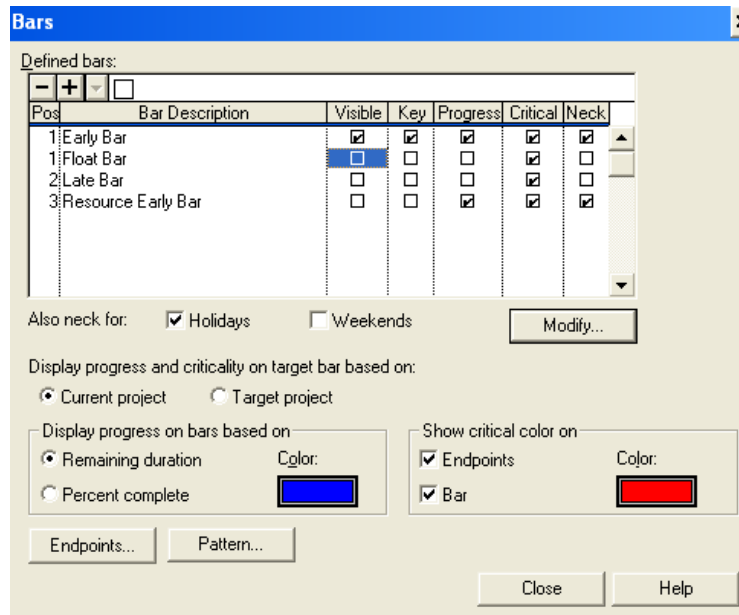 Bars
Defined bars:
Pos Bar Description Visible Key Progress Critical Neck
1 Early Bar
1 Float Bar
2 Late Bar
3 Resource Early Bar
Also neck for: Holidays Weekends Modify...
Display progress and criticality on target bar based on:
Current project Target project
Display progress on bars based on Show critical color on
Remaining duration Color: Endpoints Color:
Percent complete Bar
Endpoints... Pattern...
Close Help